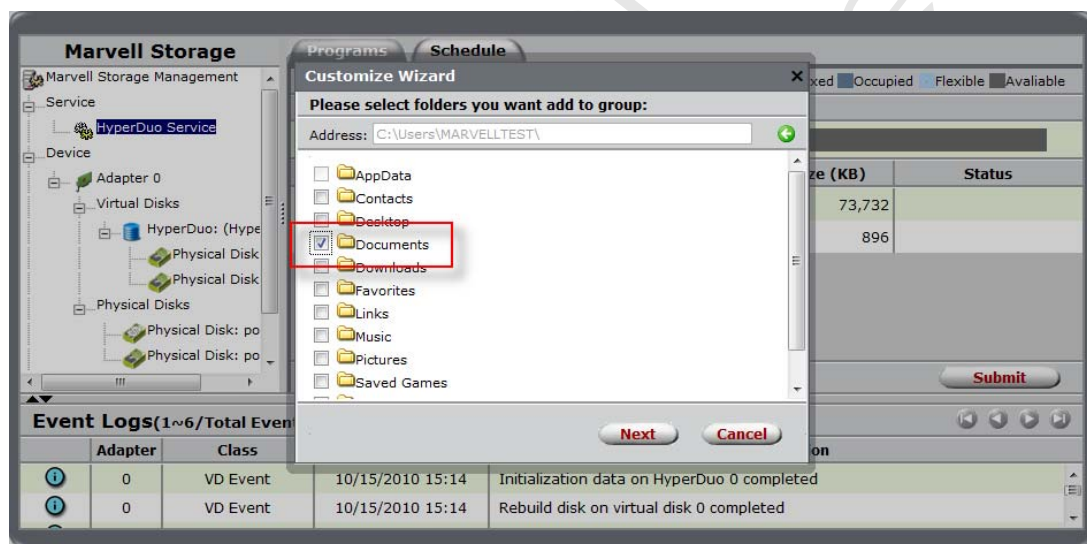 Marvell Storage
Programs
Schedule
Marvell Storage Management
Service
HyperDuo Service
Device
Adapter 0
Virtual Disks
HyperDuo: (Hype
Physical Disk
Physical Disk
Physical Disks
Physical Disk: po
Physical Disk: po
Customize Wizard
xed Occupied Flexible Avaliable
Please select folders you want add to group:
Address: C:\Users\MARVELLTEST\
AppData
Contacts
Desktop
Documents
Downloads
Favorites
Links
Music
Pictures
Saved Games
Next Cancel
ze (KB) Status
73,732
896
Submit
Event Logs(1~6/Total Even
Adapter Class on
0 VD Event 10/15/2010 15:14 Initialization data on HyperDuo 0 completed
0 VD Event 10/15/2010 15:14 Rebuild disk on virtual disk 0 completed